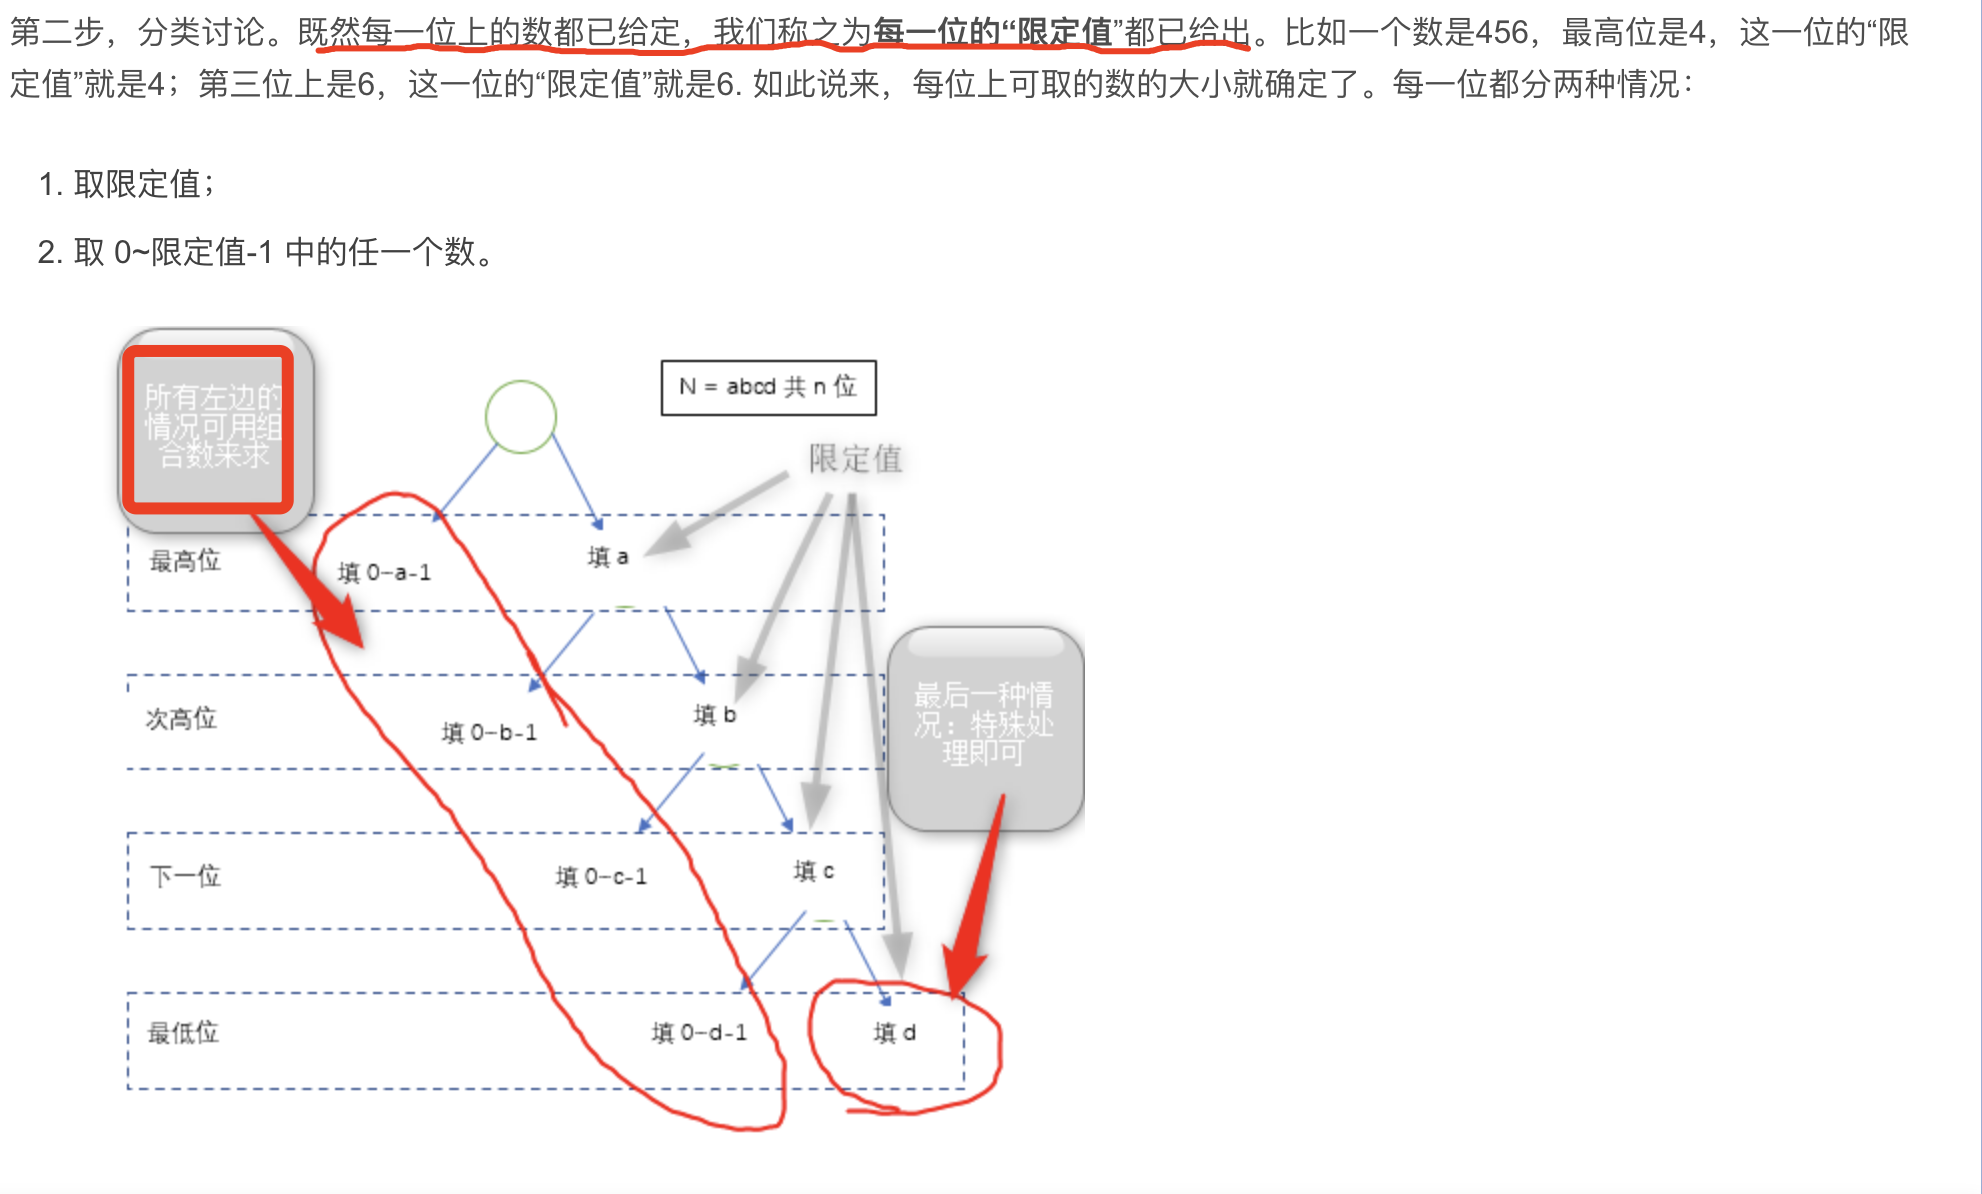 第二步，分类讨论。既然每一位上的数都已给定，我们称之为每一位的“限定值”都已给出。比如一个数是456，最高位是4，这一位的“限
定值”就是4；第三位上是6，这一位的“限定值”就是6. 如此说来，每位上可取的数的大小就确定了。每一位都分两种情况：
1. 取限定值；
2. 取 0~限定值-1 中的任一个数。
所有左边的
情况可用组
合数来求
N = abcd 共 n 位
限定值
最高位
填 0~a-1
填 a
次高位
填 0~b-1
填 b
最后一种情
况：特殊处
理即可
下一位
填 0~c-1
填 c
最低位
填 0~d-1
填 d